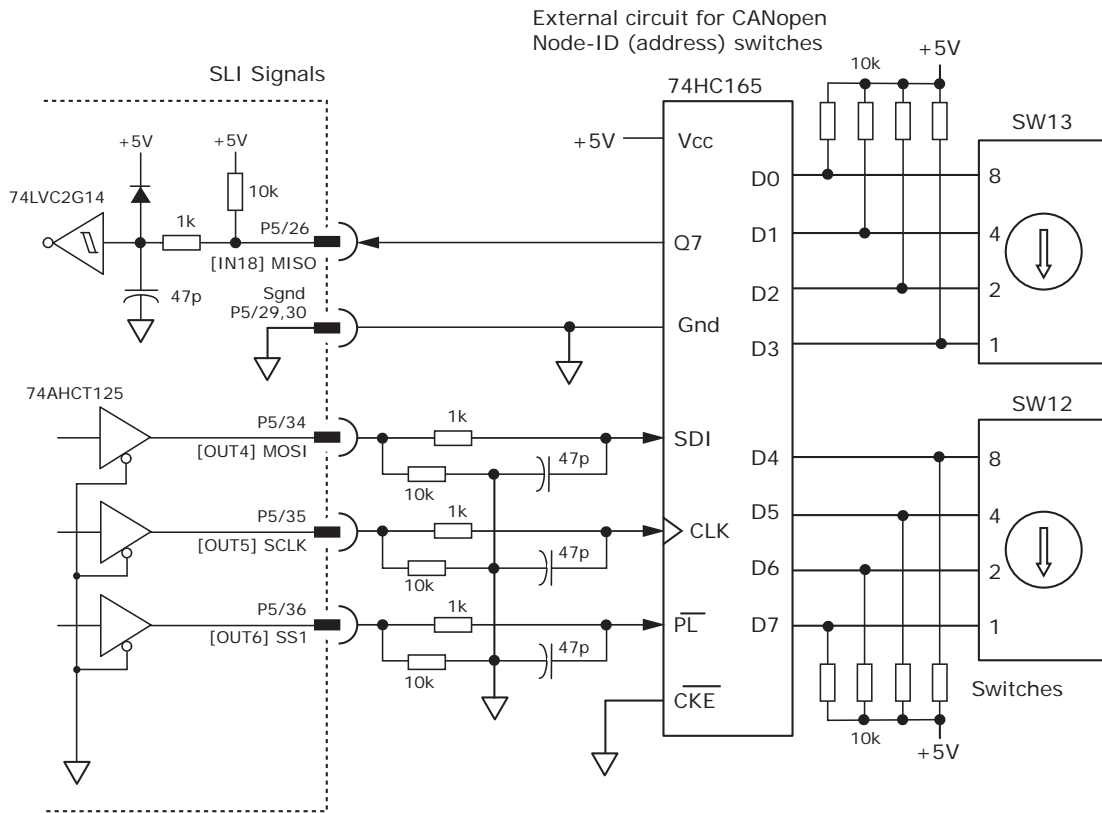 External circuit for CANopen
Node-ID (address) switches
SLI Signals
74HC165
+5V
10k
SW13
+5V
+5V
+5V
Vcc
74LVC2G14
10k
1k
P5/26
[IN18] MISO
47p
Q7
D0
D1
D2
D3
8
4
2
1
Sgnd
P5/29,30
Gnd
74AHCT125
SW12
P5/34
[OUT4] MOSI
1k
10k
47p
SDI
P5/35
[OUT5] SCLK
1k
10k
47p
CLK
P5/36
[OUT6] SS1
1k
10k
47p
PL
CKE
D4
D5
D6
D7
8
4
2
1
Switches
10k
+5V